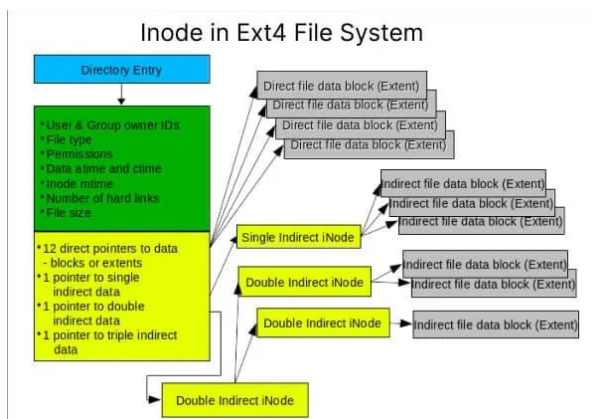 Inode in Ext4 File System
Directory Entry
•User & Group owner IDs
•File type
•Permissions
•Data atime and ctime
•Inode mtime
•Number of hard links
•File size
•12 direct pointers to data
- blocks or extents
•1 pointer to single
indirect data
•1 pointer to double
indirect data
•1 pointer to triple indirect
data
Direct file data block (Extent)
Direct file data block (Extent)
Direct file data block (Extent)
Direct file data block (Extent)
Single Indirect iNode
Indirect file data block (Extent)
Indirect file data block (Extent)
Indirect file data block (Extent)
Double Indirect iNode
Indirect file data block (Extent)
Indirect file data block (Extent)
Double Indirect iNode
Indirect file data block (Extent)
Double Indirect iNode